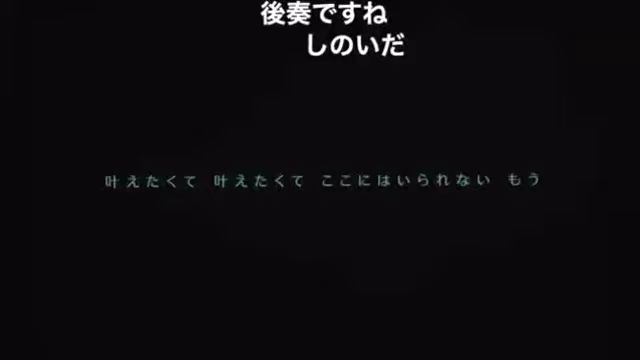 後奏ですね
しのいだ
叶えたくて 叶えたくて ここにはいられない もう